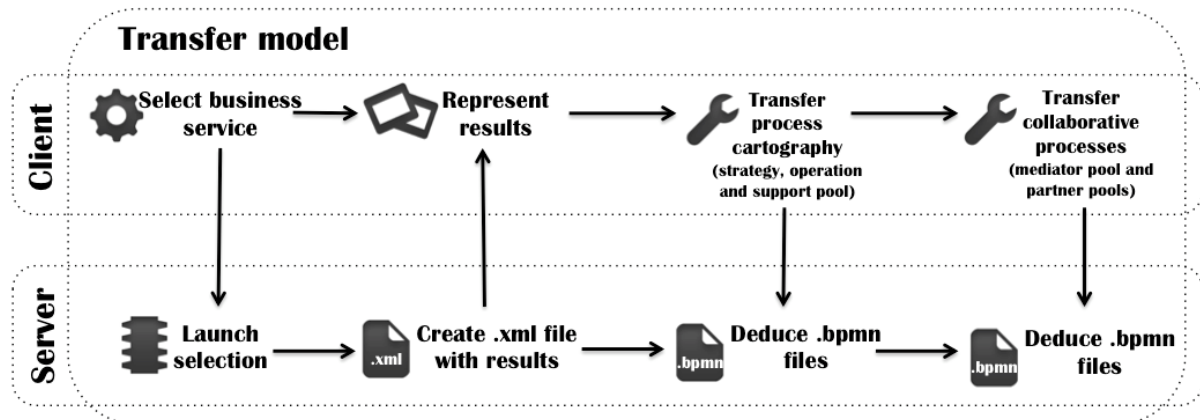 Transfer model
Client
Select business
service
Represent
results
Transfer
process
cartography
(strategy, operation
and support pool)
Transfer
collaborative
processes
(mediator pool and
partner pools)
Server
Launch
selection
.xml
Create .xml file
with results
.bpmn
Deduce .bpmn
files
.bpmn
Deduce .bpmn
files